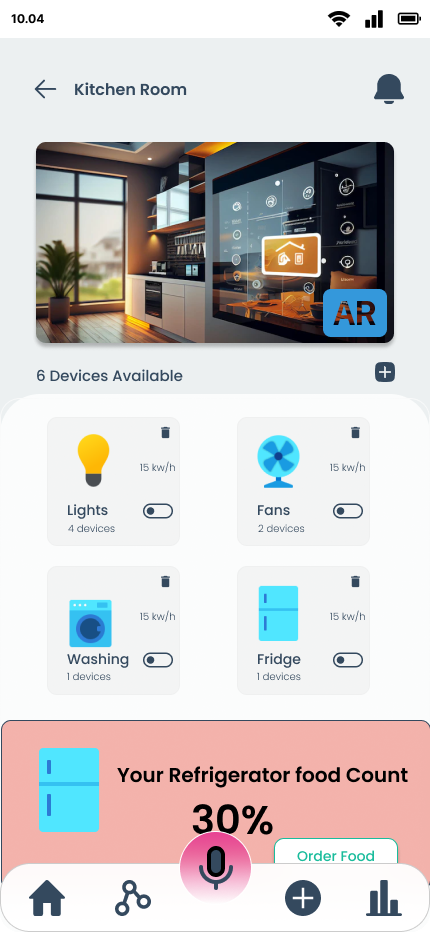 10.04
Kitchen Room
AR
6 Devices Available
15 kw/h
15 kw/h
Lights
Fans
4 devices
2 devices
15 kw/h
15 kw/h
Washing
Fridge
1 devices
1 devices
Your Refrigerator food Count
30%
Order Food